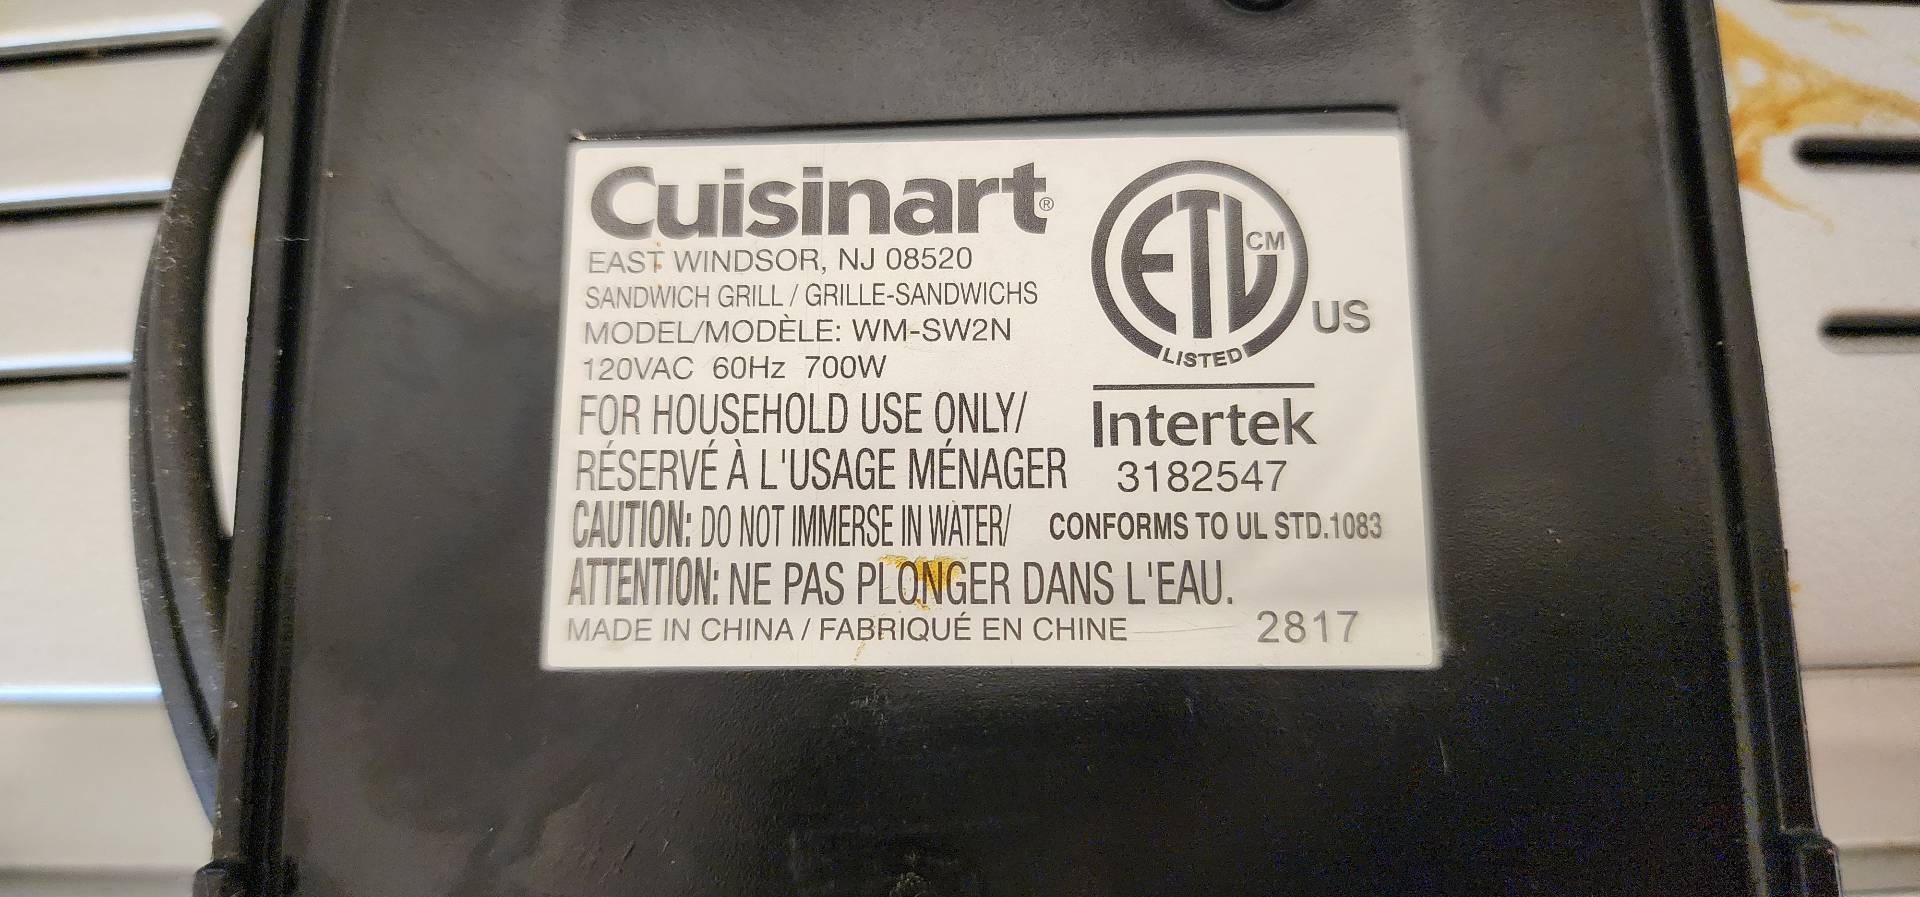 Cuisinart®
EAST WINDSOR, NJ 08520
SANDWICH GRILL / GRILLE-SANDWICHS
MODEL/MODÈLE: WM-SW2N
120VAC 60Hz 700W
FOR HOUSEHOLD USE ONLY/
RÉSERVÉ À L'USAGE MÉNAGER
CAUTION: DO NOT IMMERSE IN WATER/
ATTENTION: NE PAS PLONGER DANS L'EAU.
MADE IN CHINA / FABRIQUÉ EN CHINE
ETL CM
US
LISTED
Intertek
3182547
CONFORMS TO UL STD.1083
2817